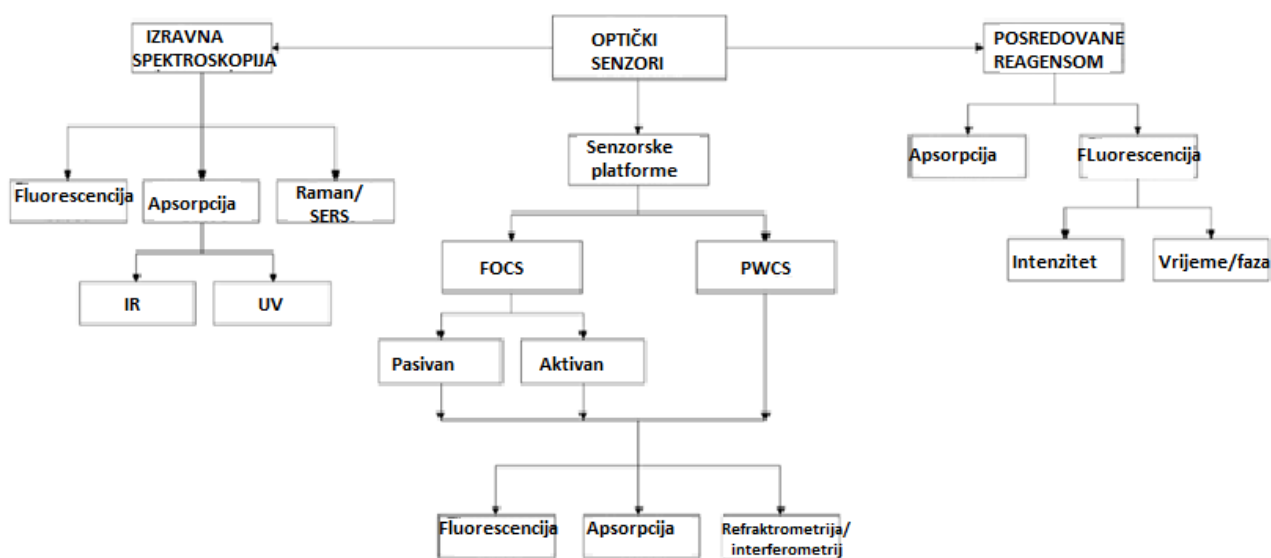 IZRAVNA
SPEKTROSKOPIJA
OPTIČKI
SENZORI
POSREDOVANE
REAGENSOM
Senzorske
platforme
Apsorpcija
FLuorescencija
Fluorescencija
Apsorpcija
Raman/
SERS
FOCS
PWCS
Intenzitet
Vrijeme/faza
IR
UV
Pasivan
Aktivan
Fluorescencija
Apsorpcija
Refraktrometrija/
interferometrij